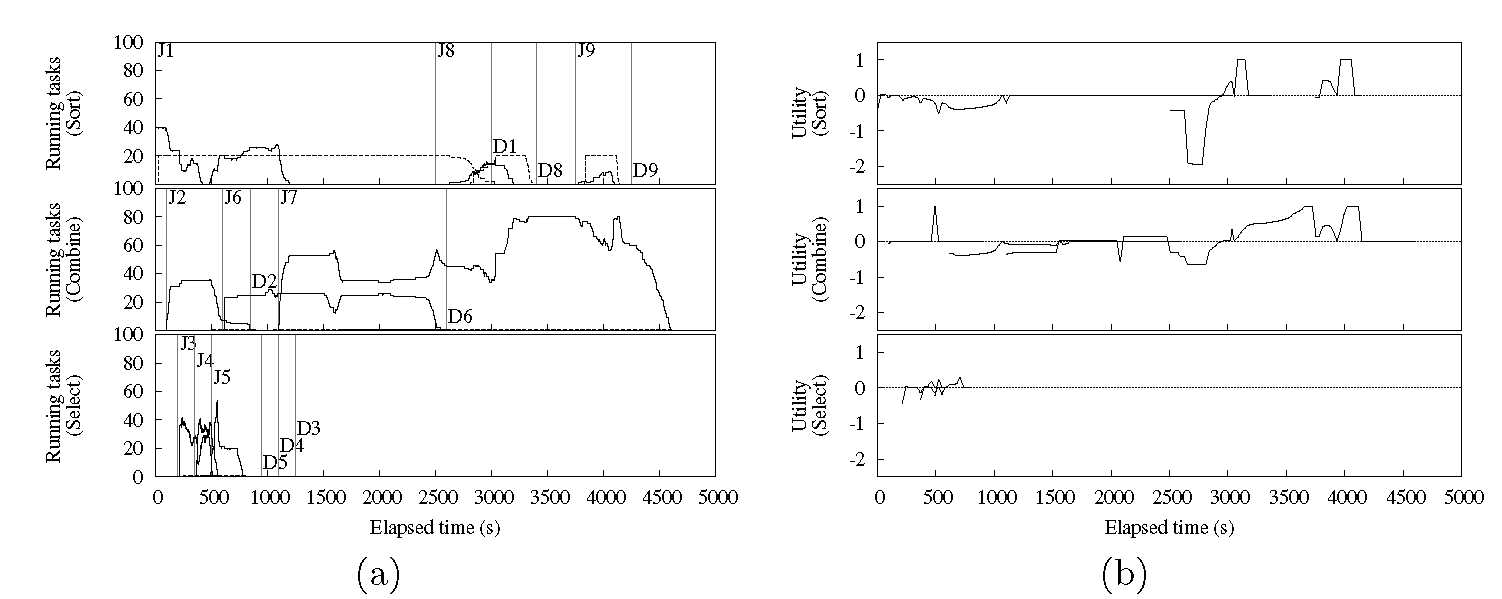 100
80
60
40
20
Running tasks
(Sort)
J1
J8
J9
D1
D8
D9
100
80
60
40
20
Running tasks
(Combine)
J2
J6
J7
D2
D6
100
80
60
40
20
0
Running tasks
(Select)
J3
J4
J5
D3
D4
D5
0 500 1000 1500 2000 2500 3000 3500 4000 4500 5000
Elapsed time (s)
(a)
1
0
-1
-2
Utility
(Sort)
1
0
-1
-2
Utility
(Combine)
1
0
-1
-2
Utility
(Select)
0 500 1000 1500 2000 2500 3000 3500 4000 4500 5000
Elapsed time (s)
(b)